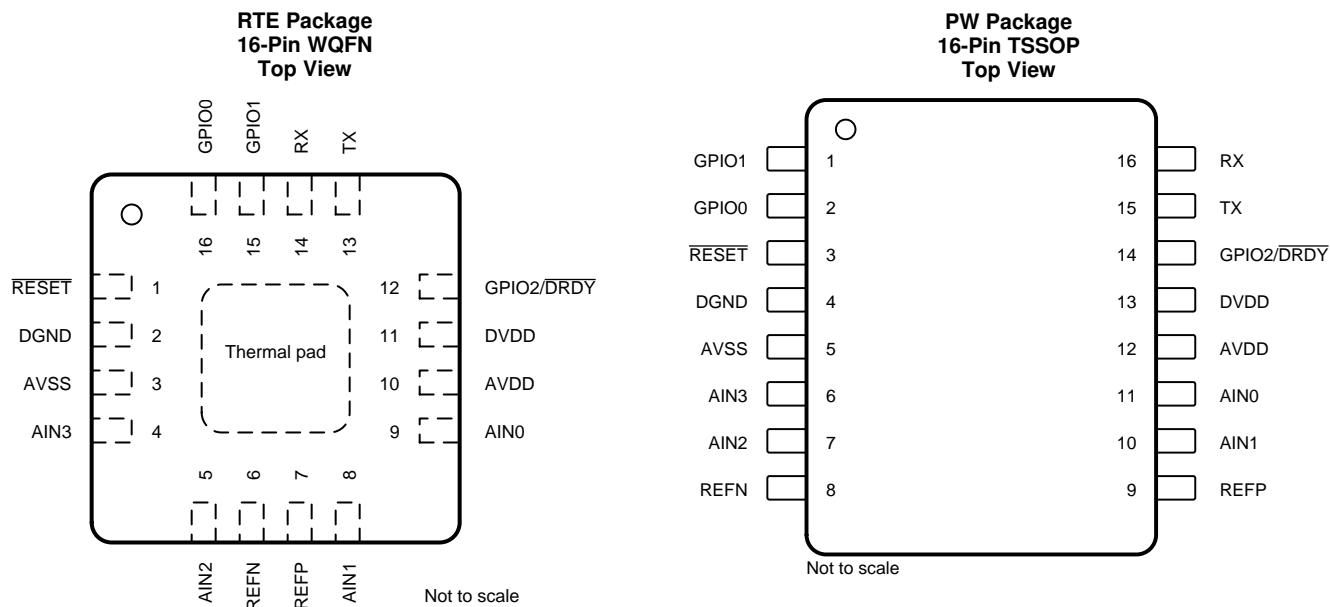 RTE Package
16-Pin WQFN
Top View
GPIO0
GPIO1
RX
TX
16
15
14
13
RESET
1
12
GPIO2/DRDY
DGND
2
11
DVDD
Thermal pad
AVSS
3
10
AVDD
AIN3
4
9
AIN0
5
6
7
8
AIN2
REFN
REFP
AIN1
Not to scale
PW Package
16-Pin TSSOP
Top View
GPIO1
1
16
RX
GPIO0
2
15
TX
RESET
3
14
GPIO2/DRDY
DGND
4
13
DVDD
AVSS
5
12
AVDD
AIN3
6
11
AIN0
AIN2
7
10
AIN1
REFN
8
9
REFP
Not to scale